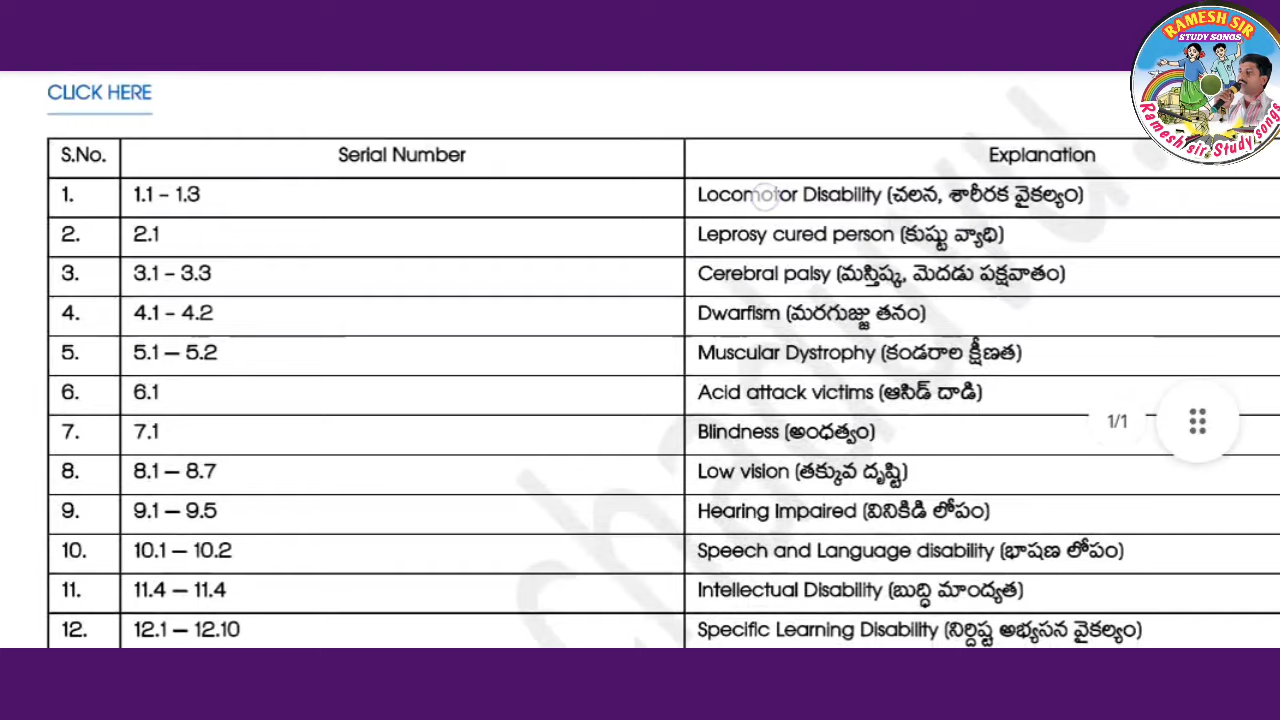 RAMESH SIR
STUDY SONGS
Ramesh sir Study songs
CLICK HERE
S.No. Serial Number Explanation
1. 1.1 - 1.3 Locomotor Disability (చలన, శారీరక వైకల్యం)
2. 2.1 Leprosy cured person (కుష్టు వ్యాధి)
3. 3.1 - 3.3 Cerebral palsy (మస్తిష్క, మెదడు పక్షవాతం)
4. 4.1 - 4.2 Dwarfism (మరగుజ్జు తనం)
5. 5.1 – 5.2 Muscular Dystrophy (కండరాల క్షీణత)
6. 6.1 Acid attack victims (ఆసిడ్ దాడి)
7. 7.1 Blindness (అంధత్వం)
1/1
8. 8.1 – 8.7 Low vision (తక్కువ దృష్టి)
9. 9.1 – 9.5 Hearing Impaired (వినికిడి లోపం)
10. 10.1 – 10.2 Speech and Language disability (భాషణ లోపం)
11. 11.4 – 11.4 Intellectual Disability (బుద్ధి మాంద్యత)
12. 12.1 – 12.10 Specific Learning Disability (నిర్దిష్ట అభ్యసన వైకల్యం)